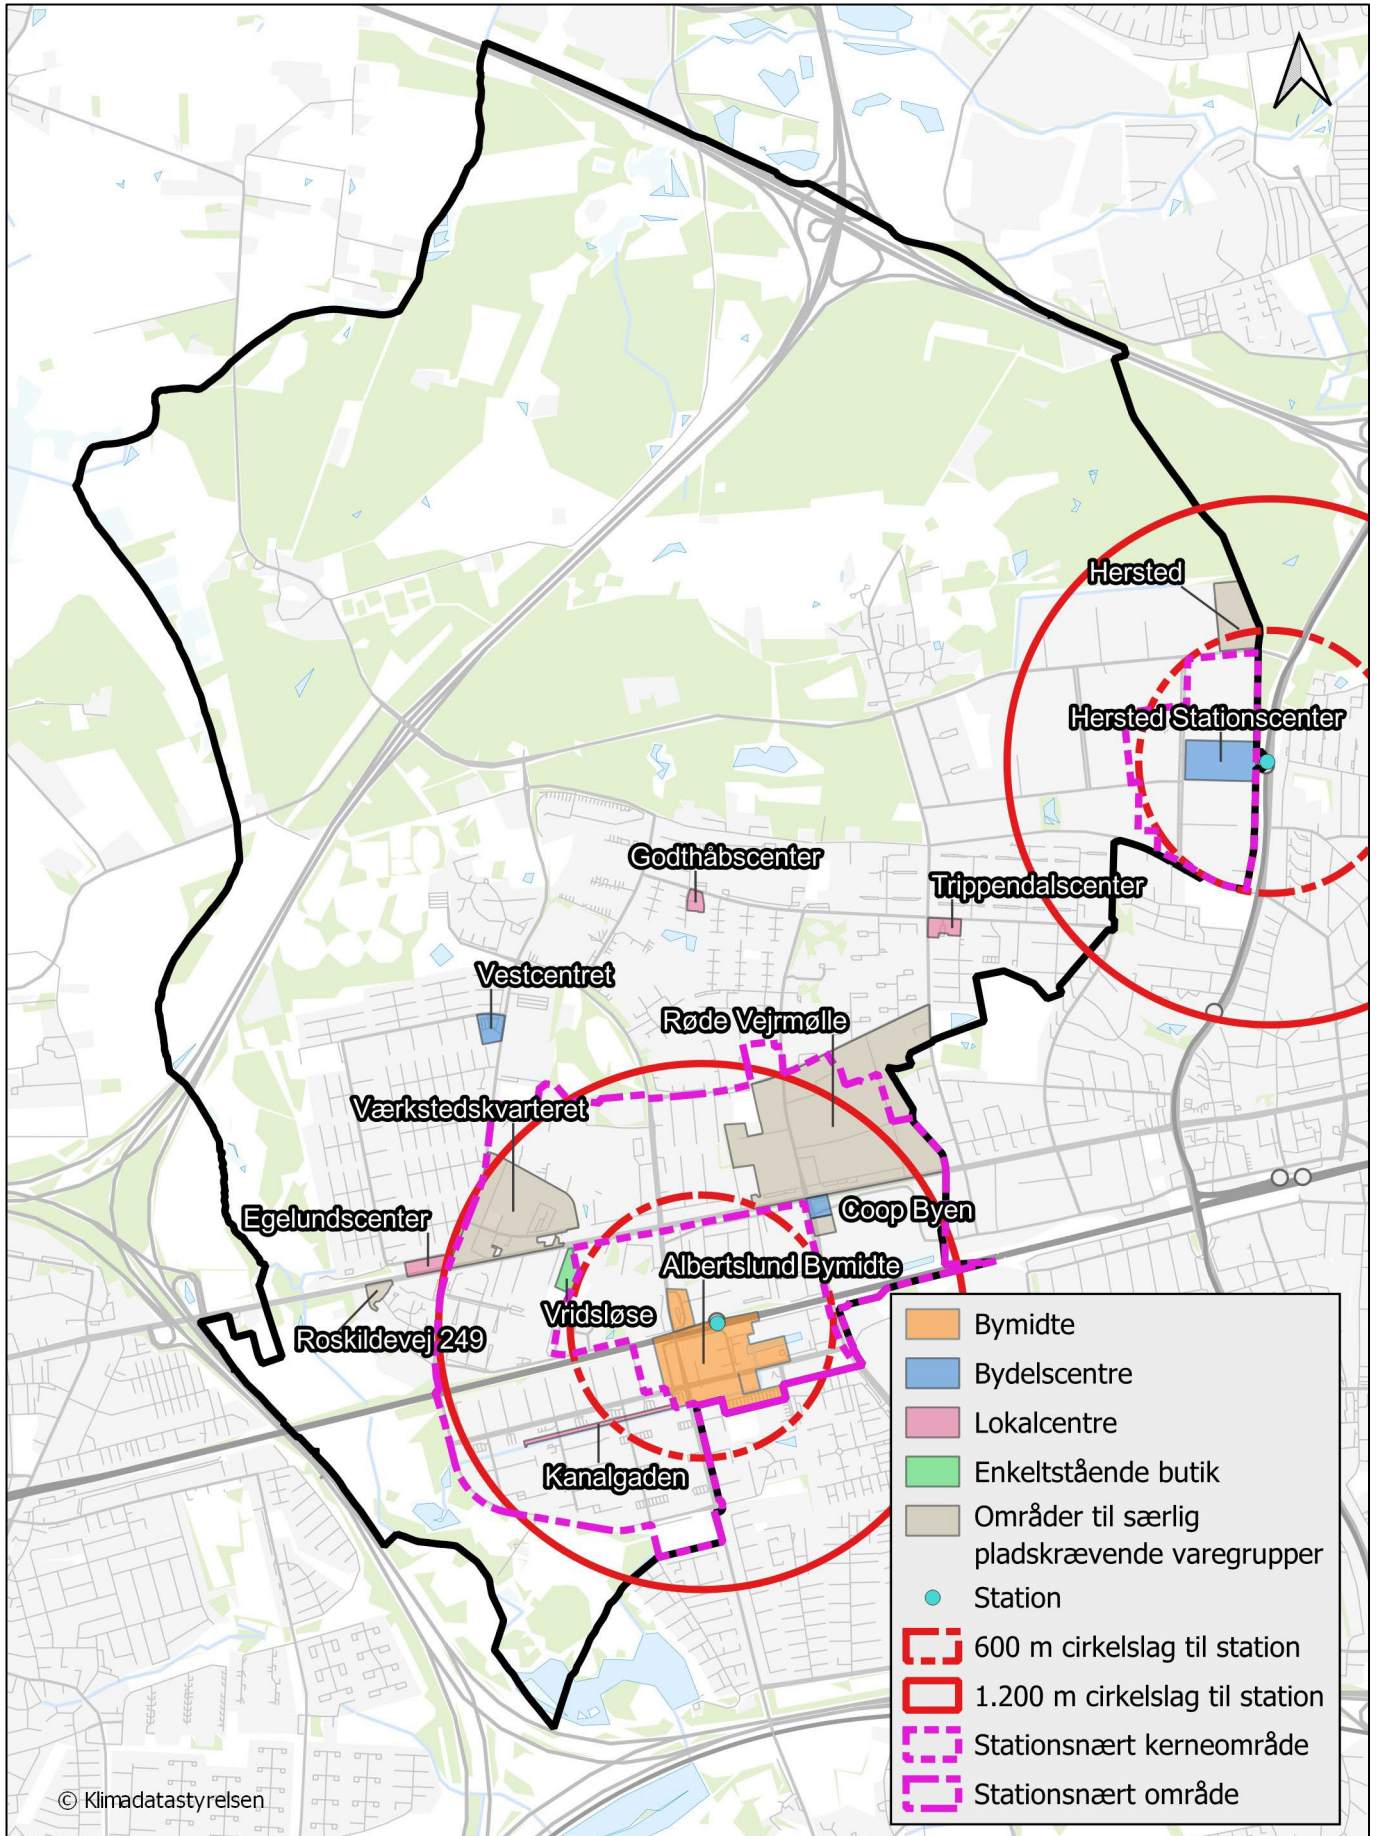 Hersted
Hersted Stationscenter
Godthåbscenter
Trippendalscenter
Vestcentret
Røde Vejrmølle
Værkstedskvarteret
Egelundscenter
Coop Byen
Albertslund Bymidte
Vridsløse
Roskildevej 249
Kanalgaden
Bymidte
Bydelscentre
Lokalcentre
Enkeltstående butik
Områder til særlig
pladskrævende varegrupper
Station
600 m cirkelslag til station
1.200 m cirkelslag til station
Stationsnært kerneområde
Stationsnært område
© Klimadatastyrelsen